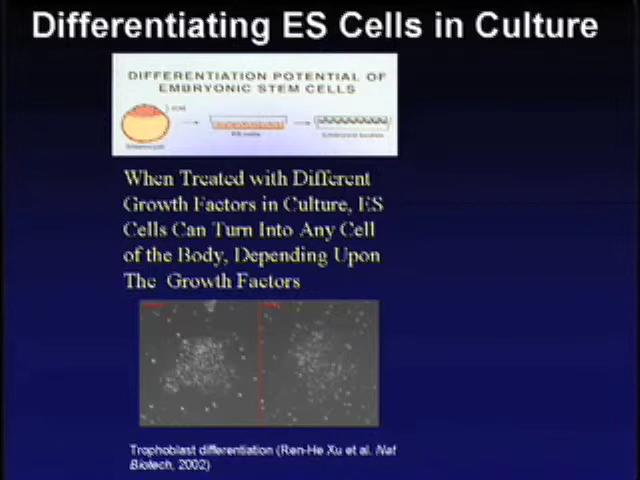 Differentiating ES Cells in Culture
DIFFERENTIATION POTENTIAL OF
EMBRYONIC STEM CELLS
When Treated with Different
Growth Factors in Culture, ES
Cells Can Turn Into Any Cell
of the Body, Depending Upon
The Growth Factors
Trophoblast differentiation (Ren-He Xu et al. Nat
Biotech, 2002)